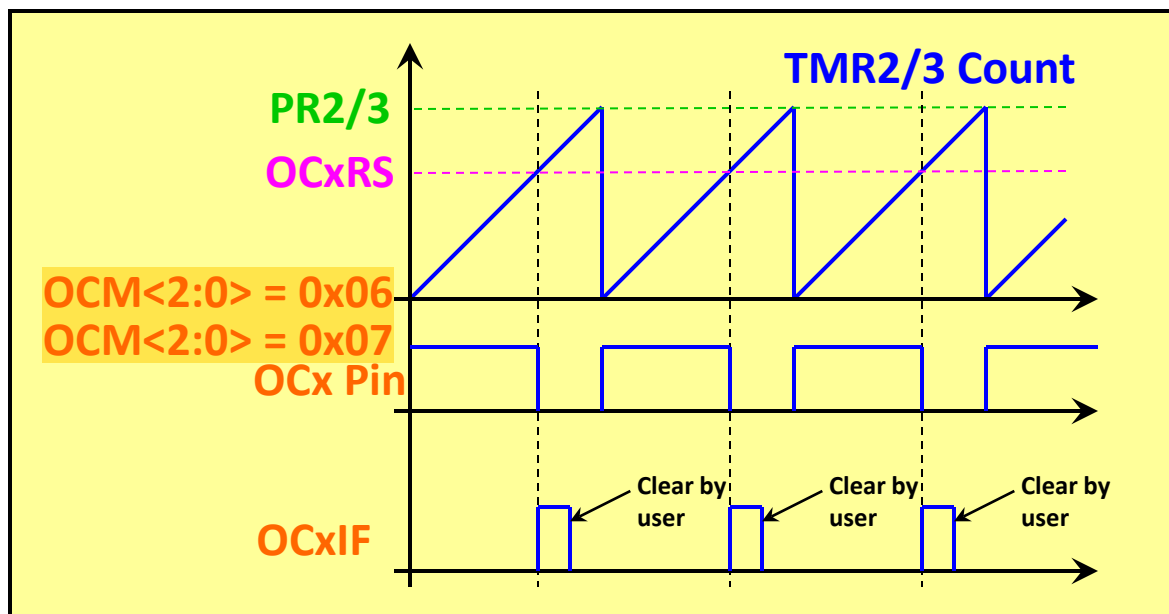 TMR2/3 Count
PR2/3
OCxRS
OCM<2:0> = 0x06
OCM<2:0> = 0x07
OCx Pin
Clear by
user
Clear by
user
Clear by
user
OCxIF